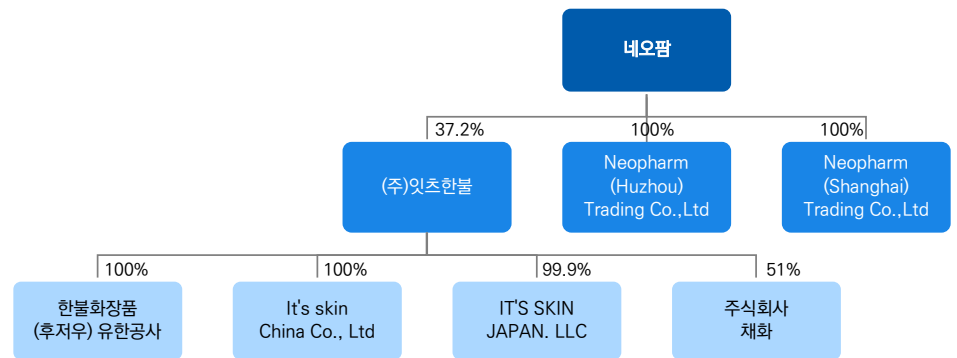 네오팜
37.2%
100%
100%
(주)잇츠한불
Neopharm
(Huzhou)
Trading Co.,Ltd
Neopharm
(Shanghai)
Trading Co.,Ltd
100%
100%
99.9%
51%
한불화장품
(후저우) 유한공사
It's skin
China Co., Ltd
IT'S SKIN
JAPAN. LLC
주식회사
채화